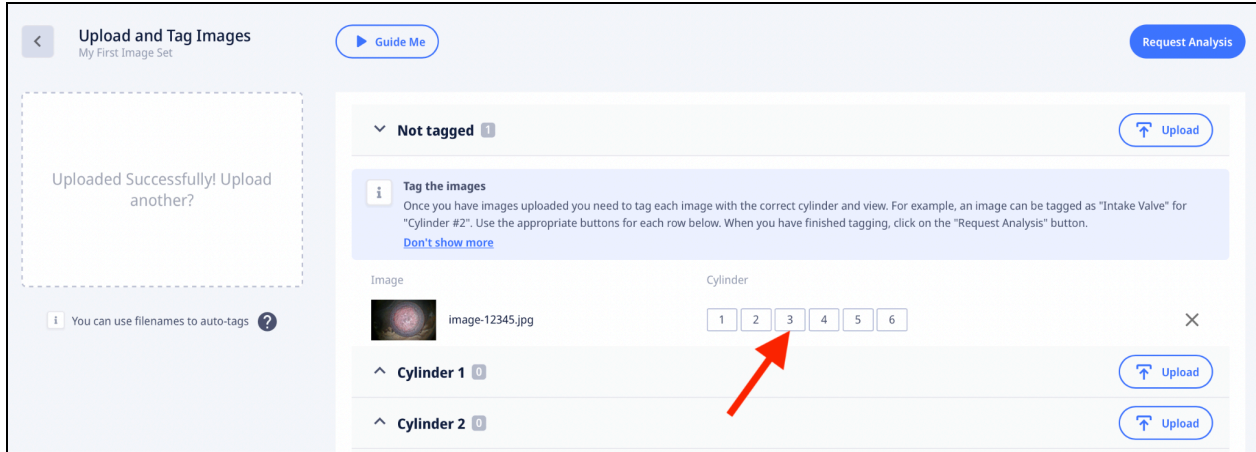 Upload and Tag Images
My First Image Set
Guide Me
Request Analysis
Uploaded Successfully! Upload
another?
You can use filenames to auto-tags ?
Not tagged 1
Upload
Tag the images
Once you have images uploaded you need to tag each image with the correct cylinder and view. For example, an image can be tagged as "Intake Valve" for
"Cylinder #2". Use the appropriate buttons for each row below. When you have finished tagging, click on the "Request Analysis" button.
Don't show more
Image Cylinder
image-12345.jpg 1 2 3 4 5 6
Cylinder 1 0 Upload
Cylinder 2 0 Upload